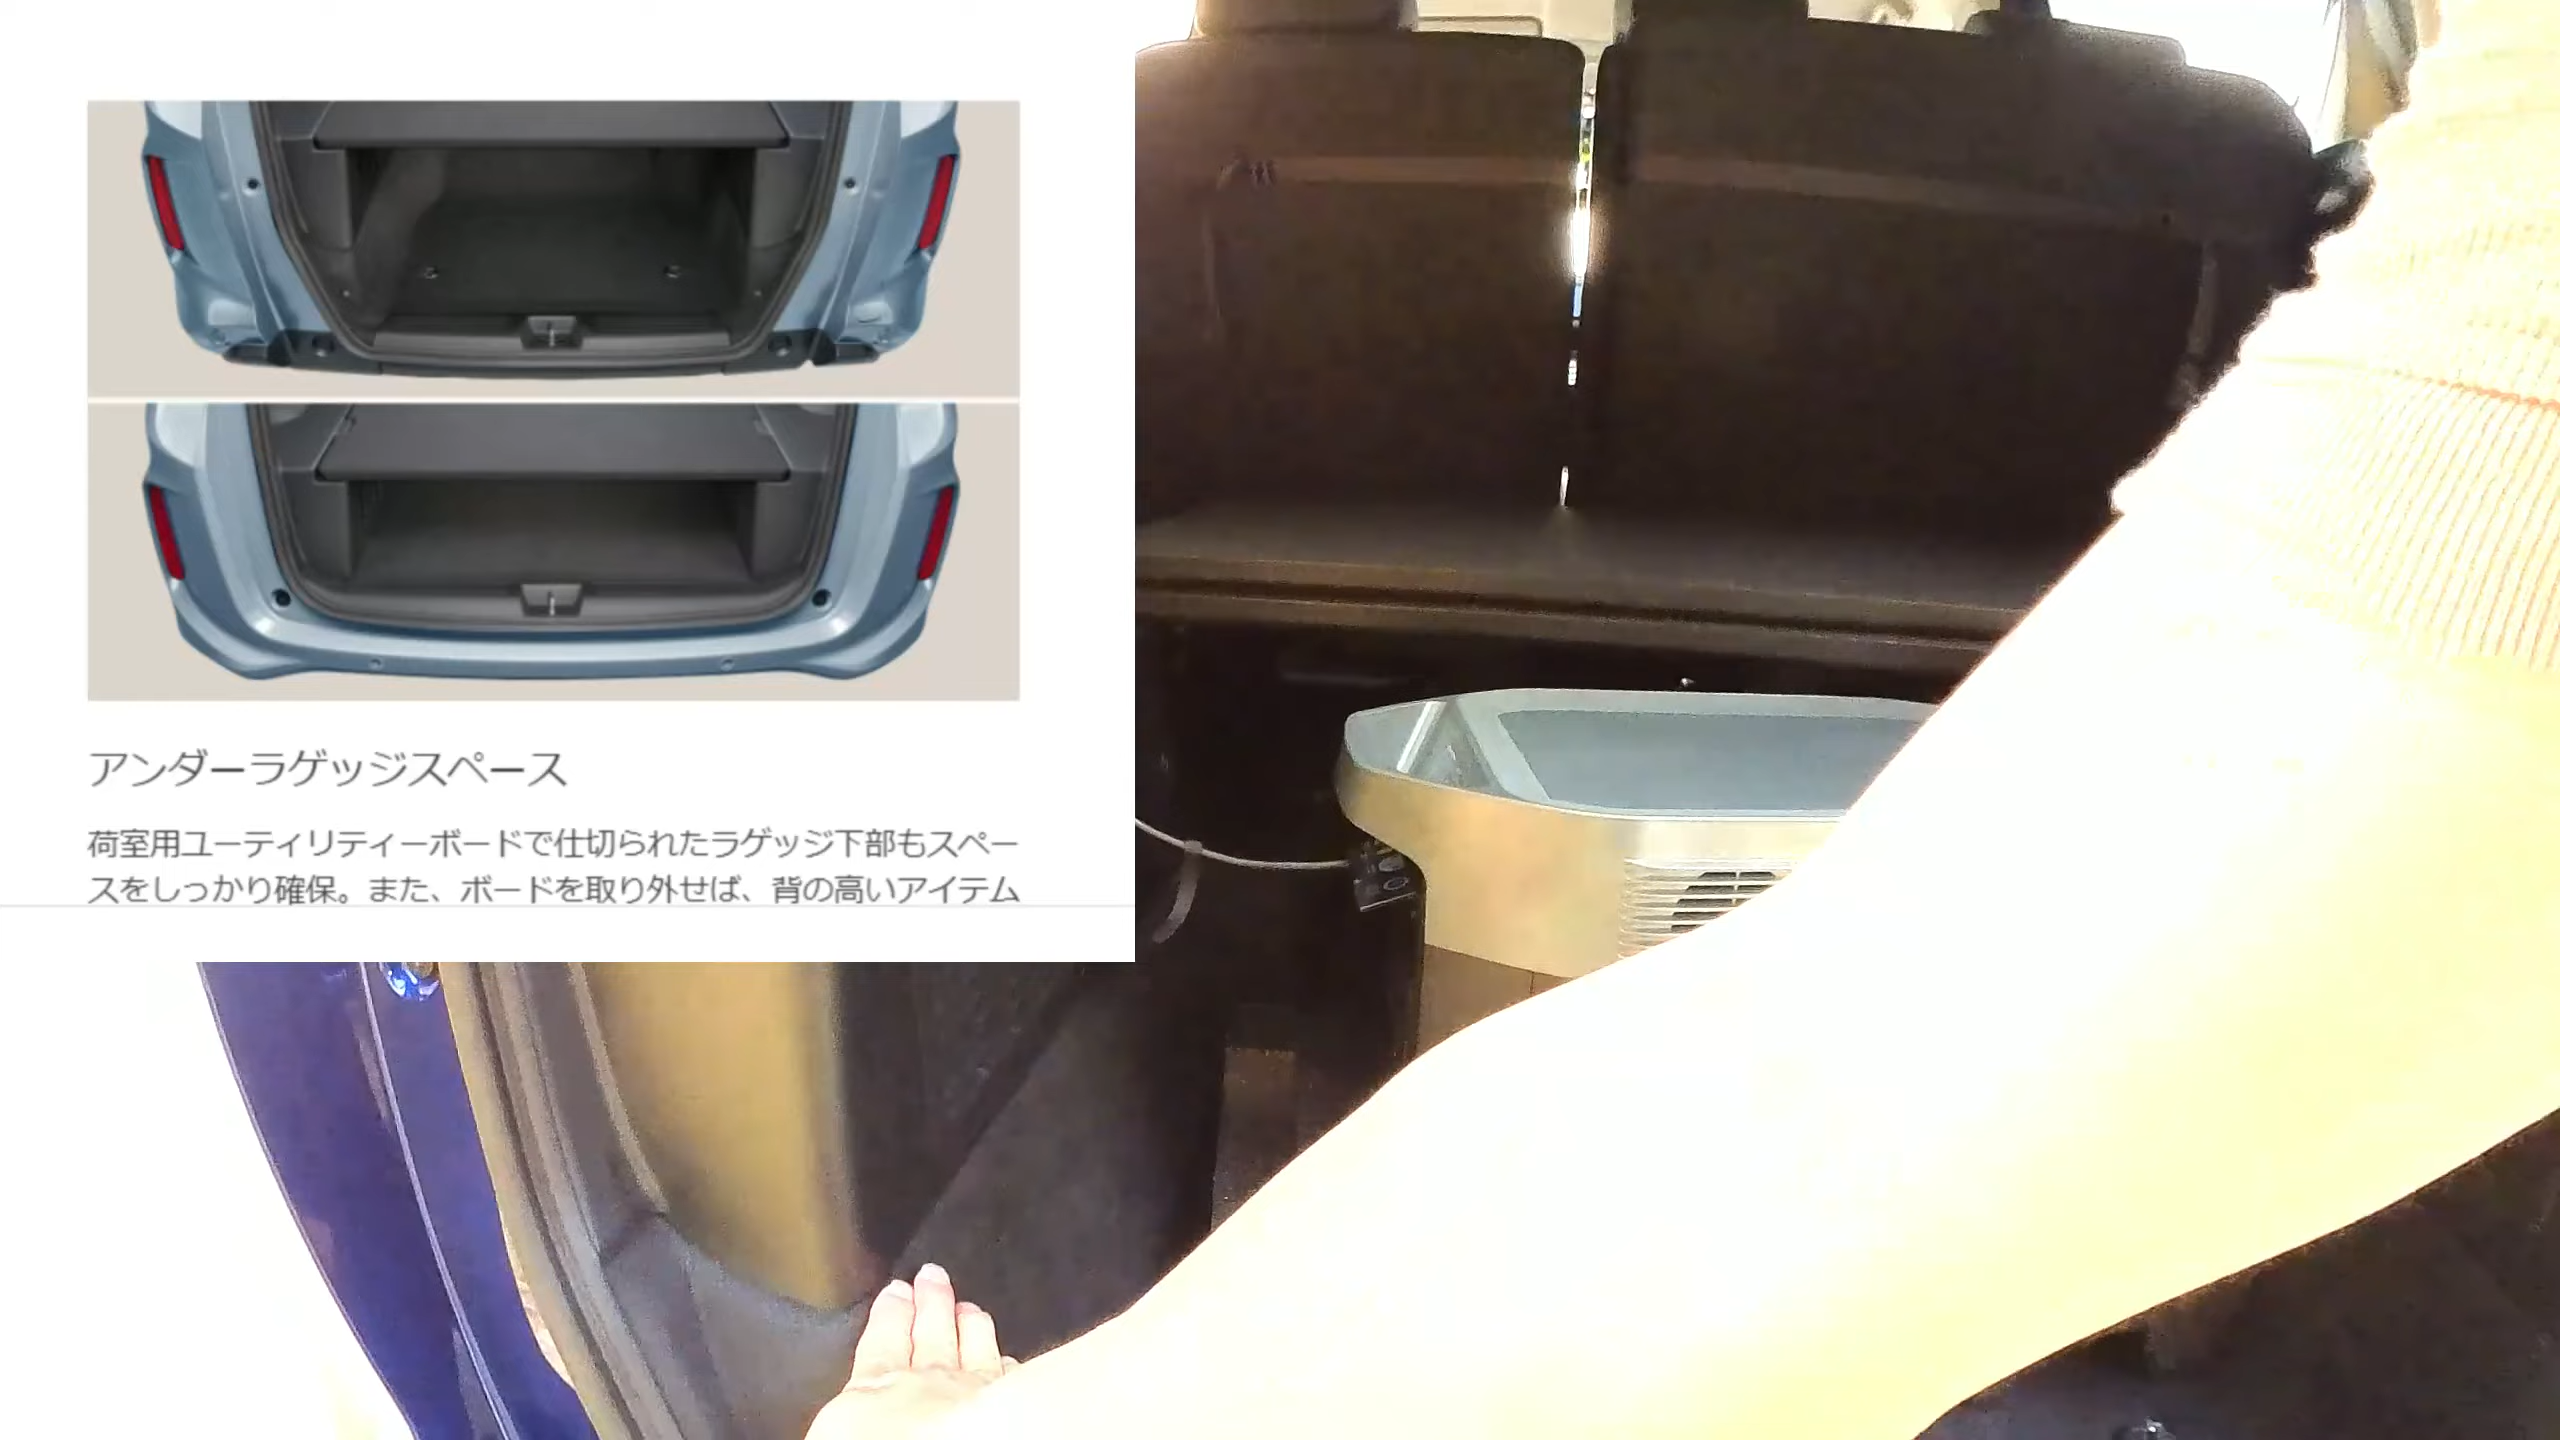 アンダーラゲッジスペース
荷室用ユーティリティーボードで仕切られたラゲッジ下部もスペー
スをしっかり確保。また、ボードを取り外せば、背の高いアイテム